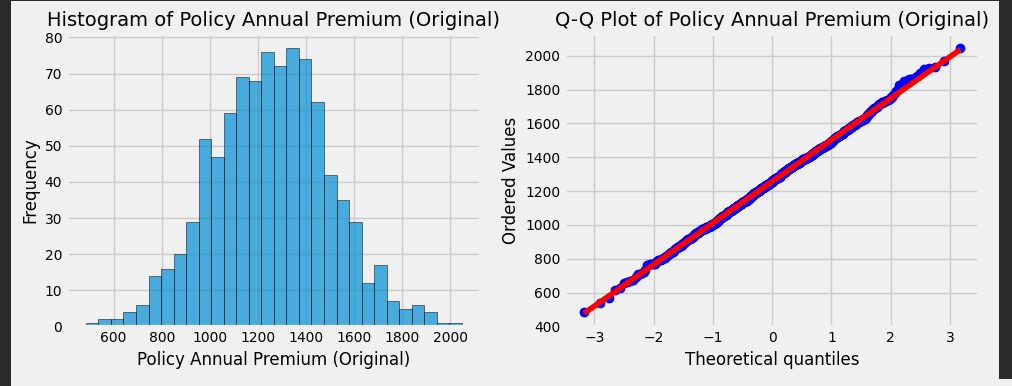 Histogram of Policy Annual Premium (Original)
80
70
60
50
40
30
20
10
0
Frequency
600 800 1000 1200 1400 1600 1800 2000
Policy Annual Premium (Original)
Q-Q Plot of Policy Annual Premium (Original)
2000
1800
1600
1400
1200
1000
800
600
400
Ordered Values
−3 −2 −1 0 1 2 3
Theoretical quantiles